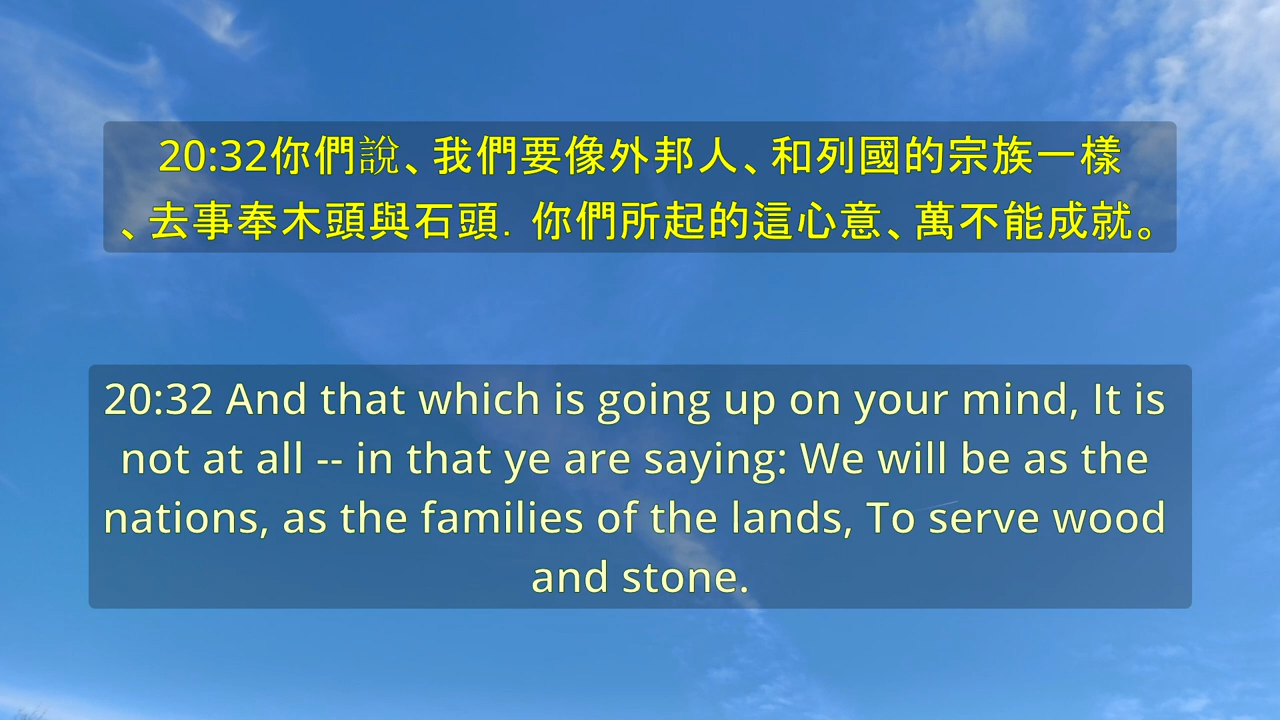 20:32你們說、我們要像外邦人、和列國的宗族一樣
、去事奉木頭與石頭. 你們所起的這心意、萬不能成就。
20:32 And that which is going up on your mind, It is
not at all -- in that ye are saying: We will be as the
nations, as the families of the lands, To serve wood
and stone.